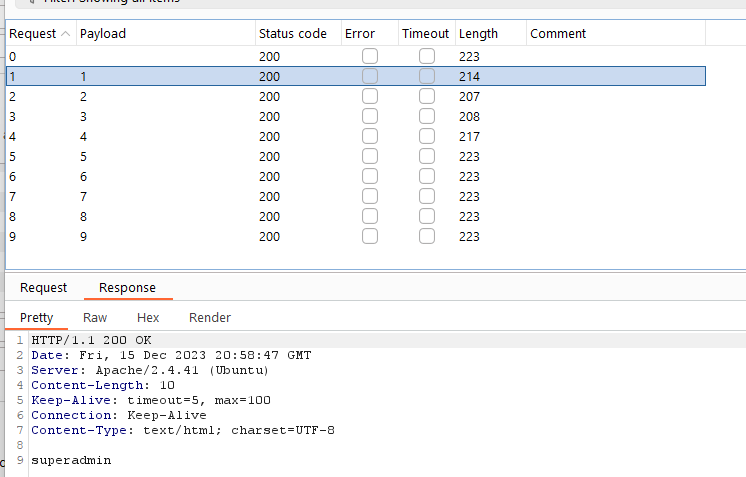 Filter: Showing all items
Request Payload Status code Error Timeout Length Comment
0 200 223
1 1 200 214
2 2 200 207
3 3 200 208
4 4 200 217
5 5 200 223
6 6 200 223
7 7 200 223
8 8 200 223
9 9 200 223
Request Response
Pretty Raw Hex Render
1 HTTP/1.1 200 OK
2 Date: Fri, 15 Dec 2023 20:58:47 GMT
3 Server: Apache/2.4.41 (Ubuntu)
4 Content-Length: 10
5 Keep-Alive: timeout=5, max=100
6 Connection: Keep-Alive
7 Content-Type: text/html; charset=UTF-8
8
9 superadmin